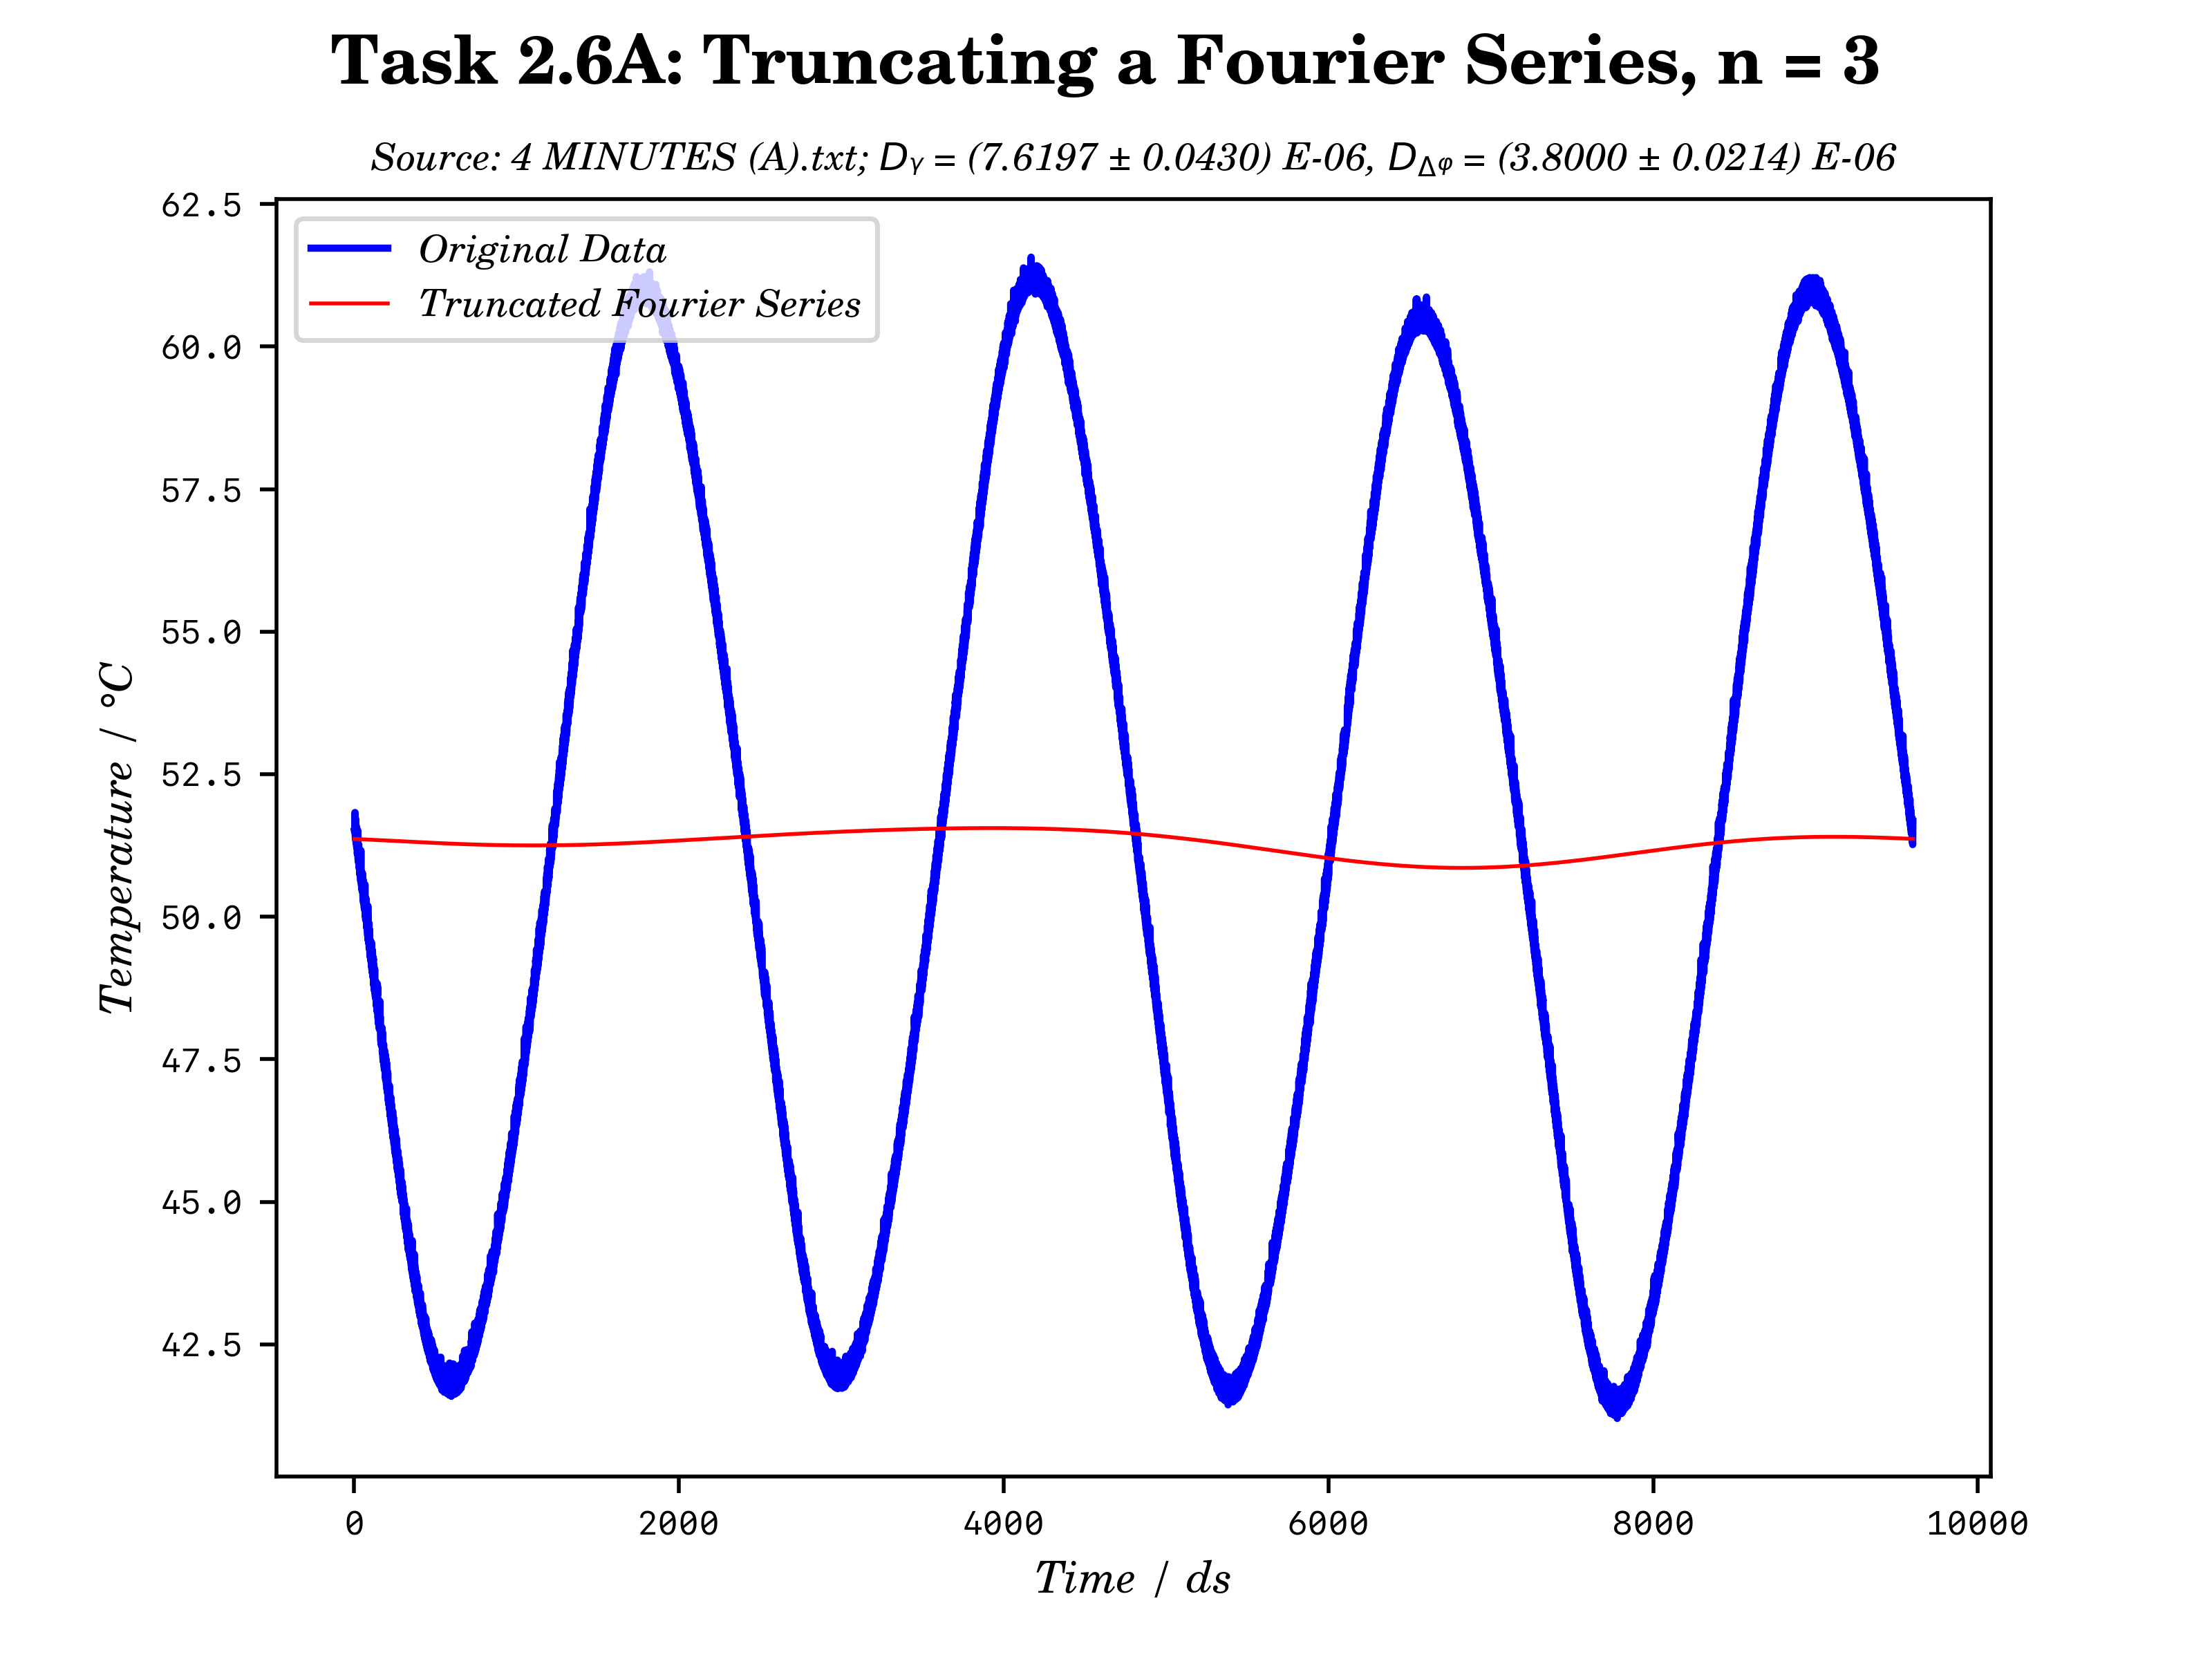 Task 2.6A: Truncating a Fourier Series, n = 3
Source: 4 MINUTES (A).txt; Dγ = (7.6197 ± 0.0430) E-06, DΔφ = (3.8000 ± 0.0214) E-06
Original Data
Truncated Fourier Series
62.5
60.0
57.5
55.0
52.5
50.0
47.5
45.0
42.5
Temperature / °C
0 2000 4000 6000 8000 10000
Time / ds